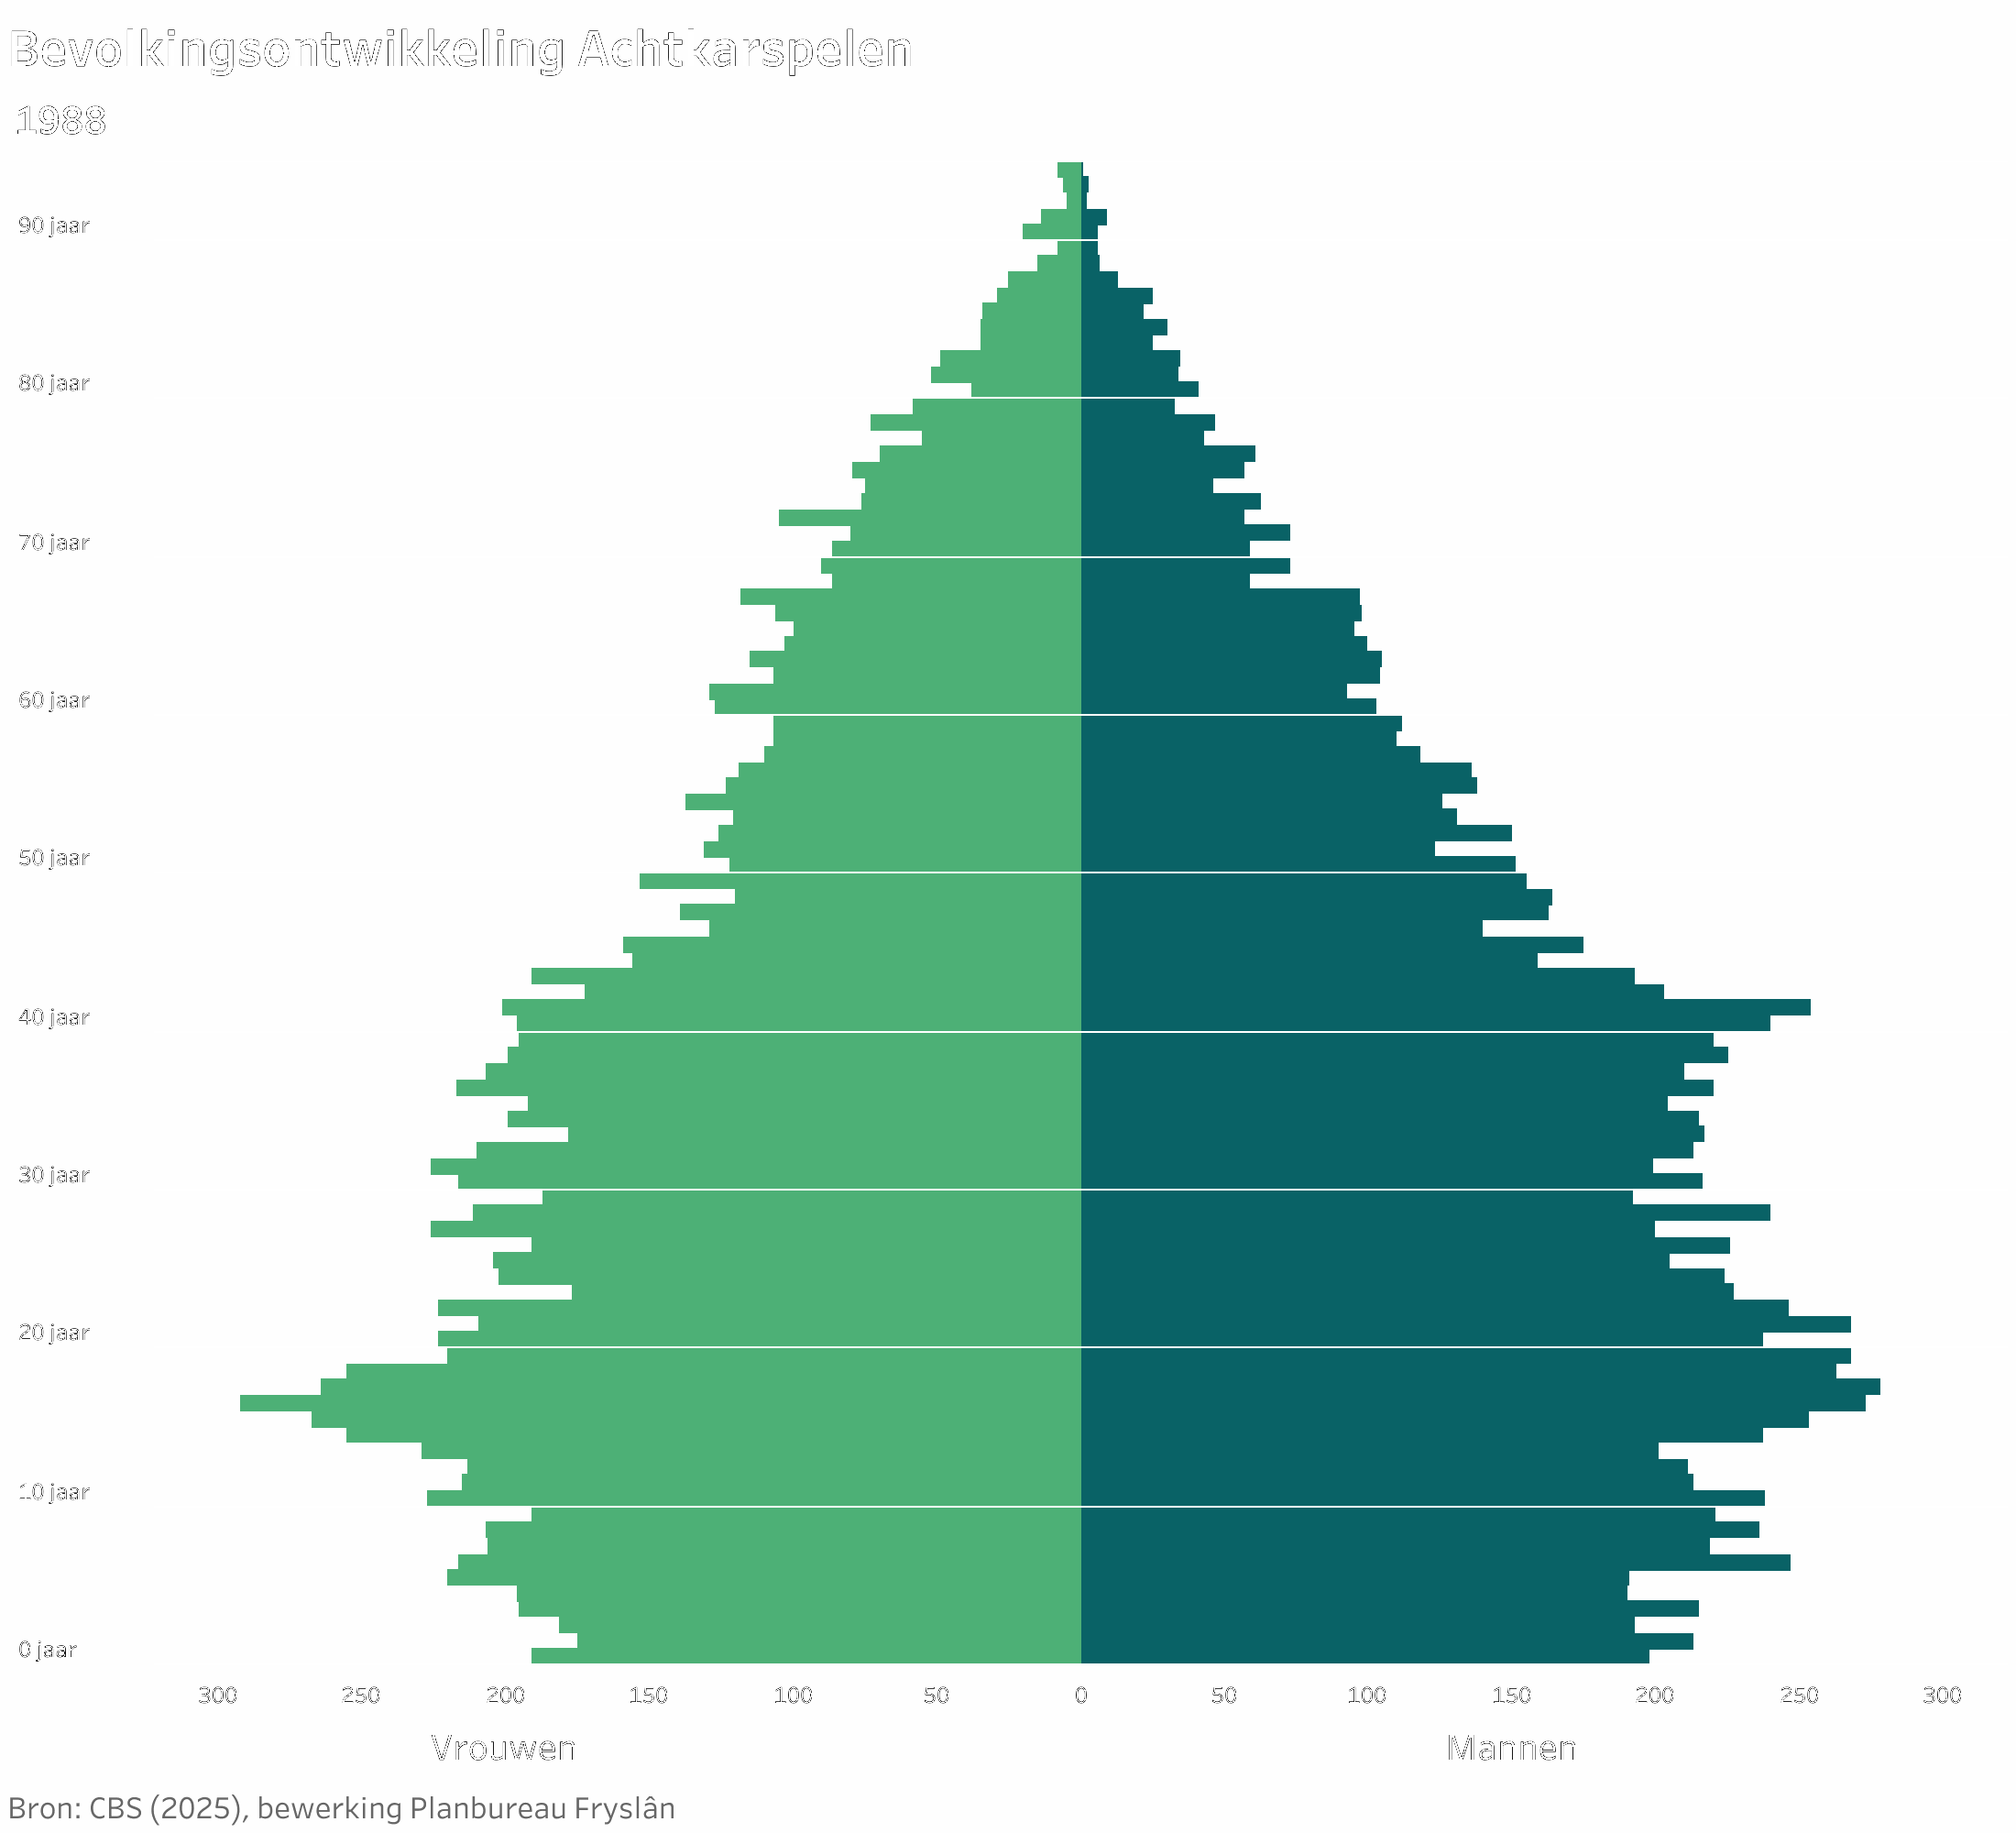 Bevolkingsontwikkeling Achtkarspelen
1988
90 jaar
80 jaar
70 jaar
60 jaar
50 jaar
40 jaar
30 jaar
20 jaar
10 jaar
0 jaar
300 250 200 150 100 50 0 50 100 150 200 250 300
Vrouwen Mannen
Bron: CBS (2025), bewerking Planbureau Fryslân